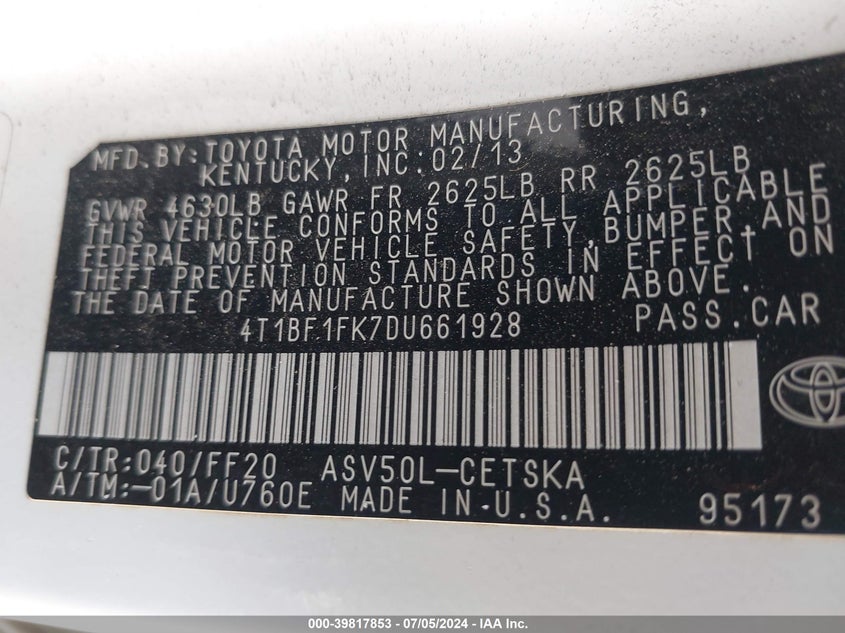 MFD.BY:TOYOTA MOTOR MANUFACTURING,
KENTUCKY,INC.02/13
GVWR 4630LB GAWR FR 2625LB RR 2625LB
THIS VEHICLE CONFORMS TO ALL APPLICABLE
FEDERAL MOTOR VEHICLE SAFETY,BUMPER,AND
THEFT PREVENTION STANDARDS IN EFFECT ON
THE DATE OF MANUFACTURE SHOWN ABOVE.
4T1BF1FK7DU661928 PASS.CAR
C/TR:040/FF20 ASV50L-CETSKA
A/TM:-01A/U760E MADE IN U.S.A. 95173
000-39817853 | 07/05/2024 - Copyright IAA, Inc.